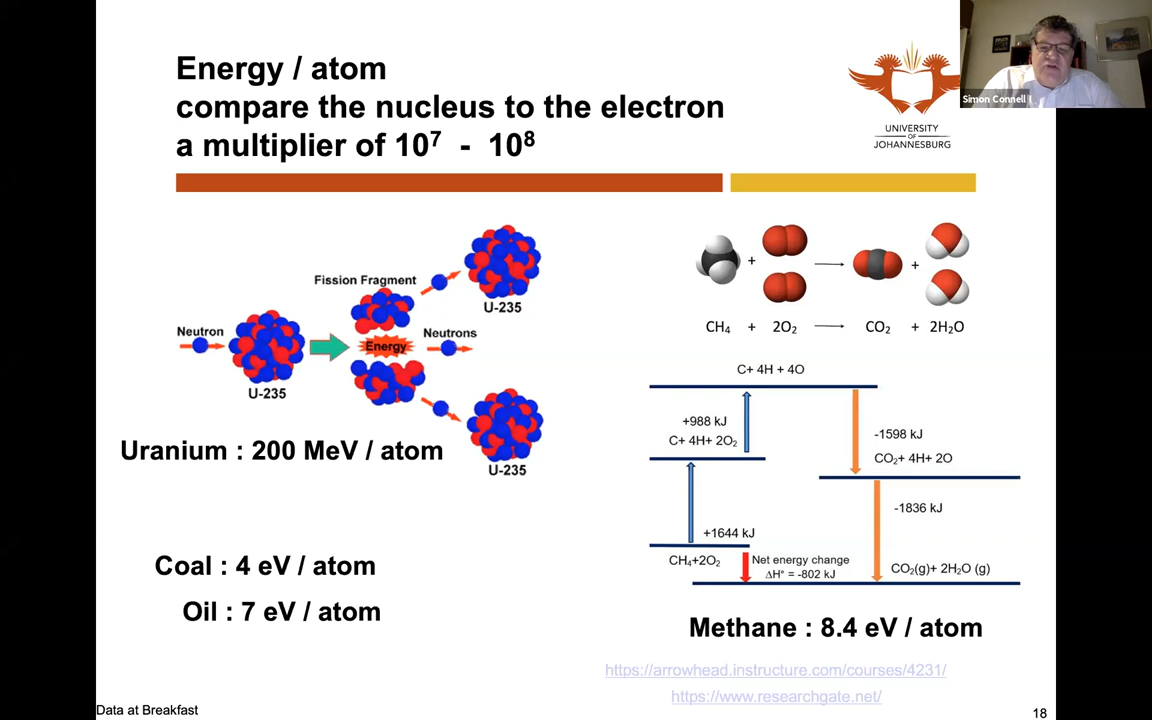 Energy / atom
compare the nucleus to the electron
a multiplier of 10⁷ - 10⁸
UNIVERSITY
OF
JOHANNESBURG
Simon Connell
Fission Fragment
U-235
Neutron
Energy
Neutrons
U-235
U-235
Uranium : 200 MeV / atom
Coal : 4 eV / atom
Oil : 7 eV / atom
+ → +
CH₄ + 2O₂ → CO₂ + 2H₂O
C+ 4H + 4O
+988 kJ
C+ 4H+ 2O₂
-1598 kJ
CO₂+ 4H+ 2O
-1836 kJ
+1644 kJ
CH₄+2O₂
Net energy change
ΔH° = -802 kJ
CO₂(g)+ 2H₂O (g)
Methane : 8.4 eV / atom
https://arrowhead.instructure.com/courses/4231/
https://www.researchgate.net/
Data at Breakfast
18